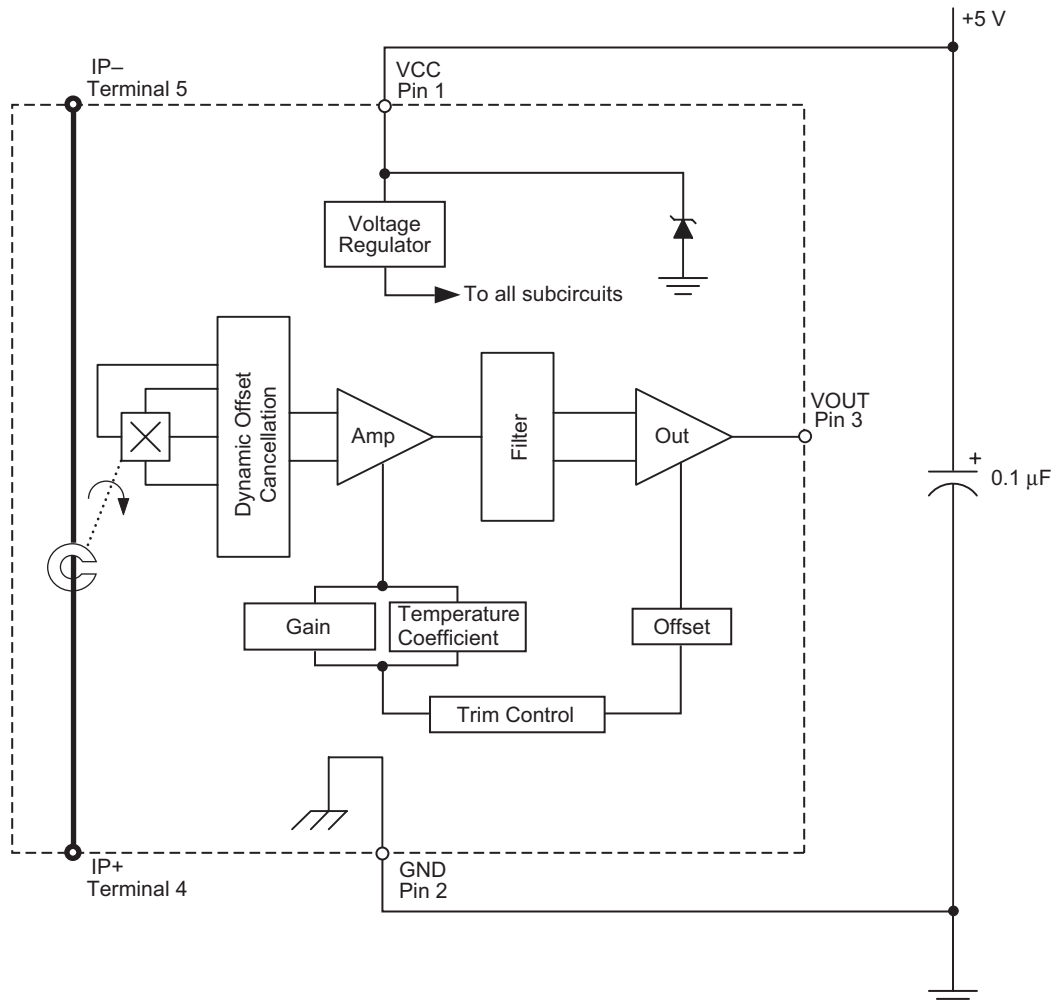 +5 V
IP–
Terminal 5
VCC
Pin 1
Voltage
Regulator
To all subcircuits
Dynamic Offset
Cancellation
Amp
Filter
Out
VOUT
Pin 3
+
0.1 µF
Gain
Temperature
Coefficient
Offset
Trim Control
IP+
Terminal 4
GND
Pin 2